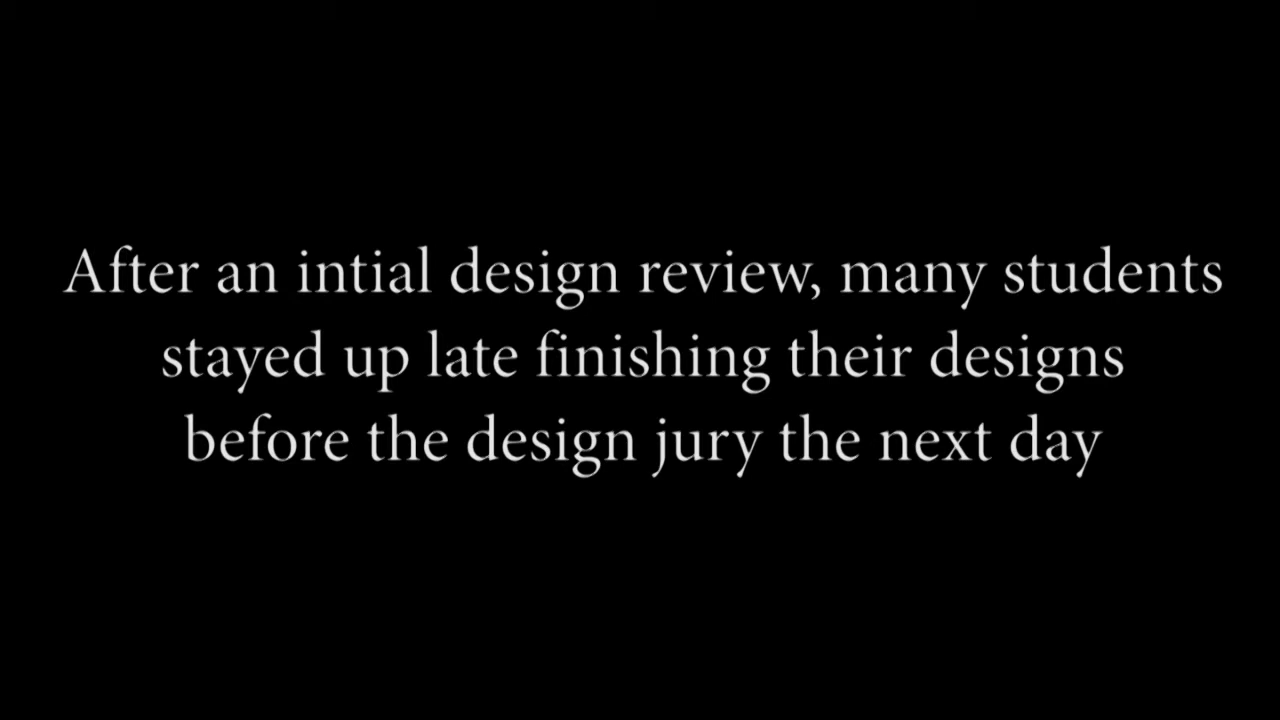 After an intial design review, many students
stayed up late finishing their designs
before the design jury the next day